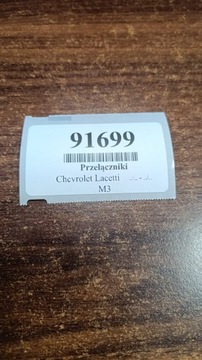 91699
Przełączniki
Chevrolet Lacetti
M3